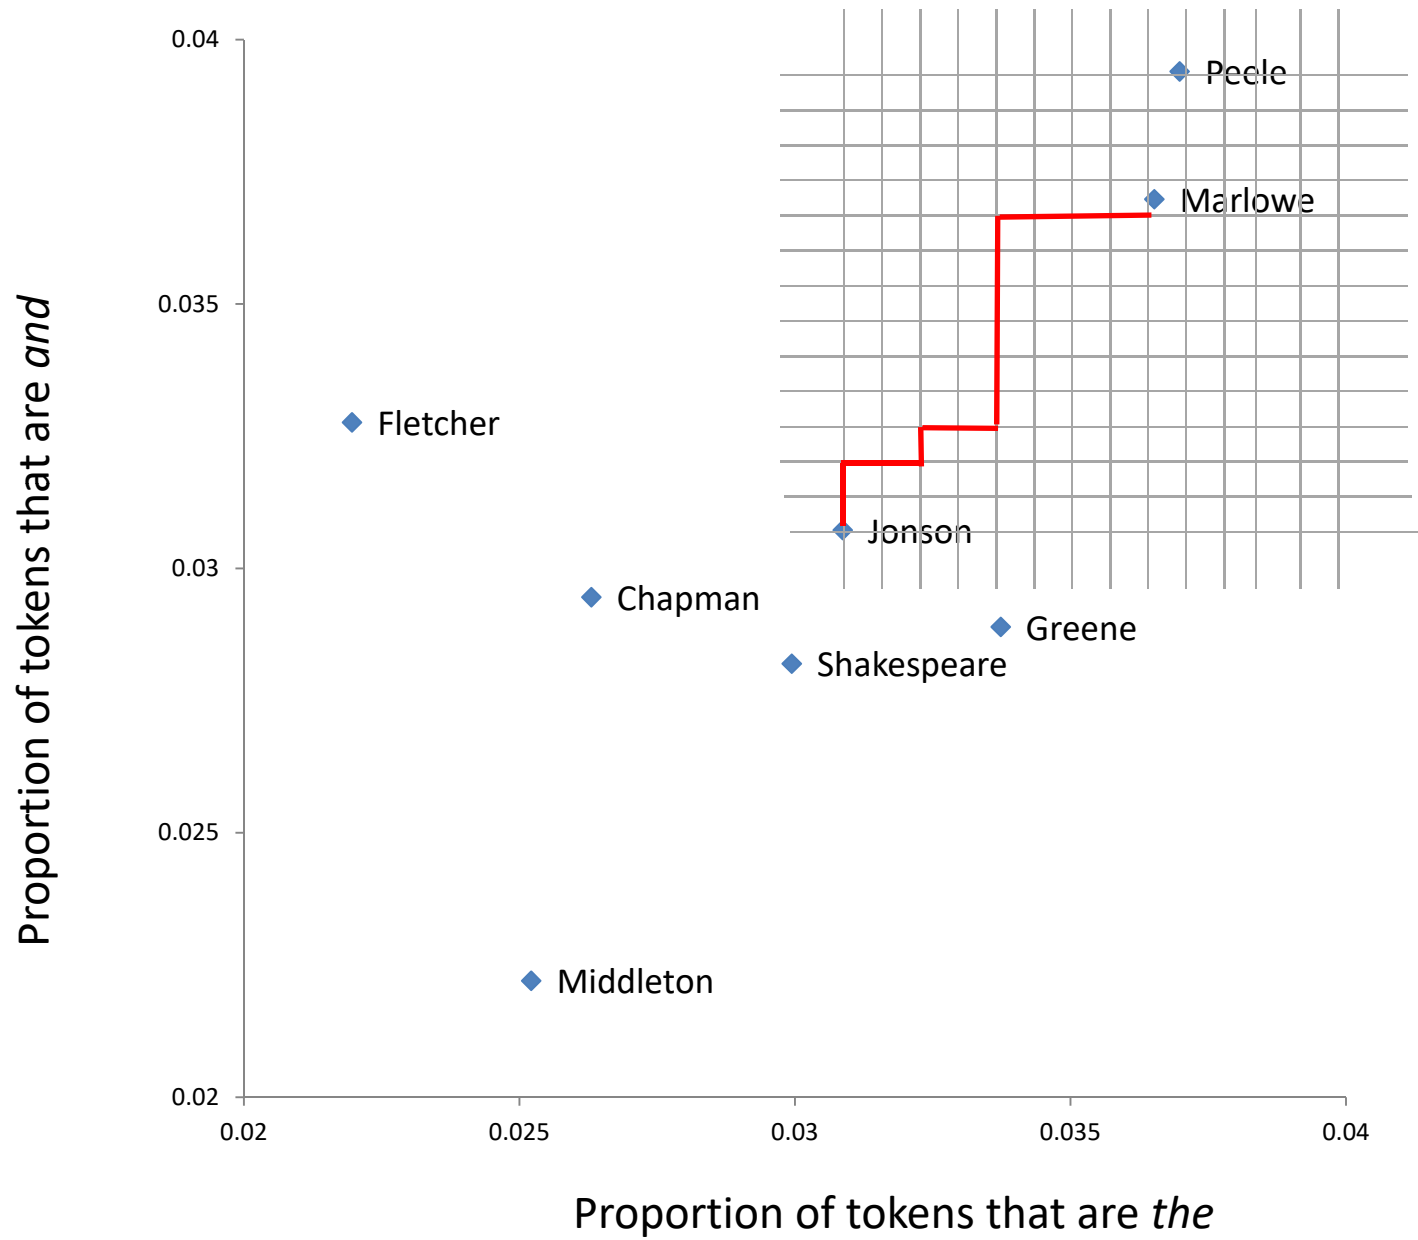 0.04
Peele
Marlowe
0.035
Fletcher
Jonson
0.03
Chapman
Greene
Shakespeare
0.025
Middleton
0.02
0.02 0.025 0.03 0.035 0.04
Proportion of tokens that are the
Proportion of tokens that are and